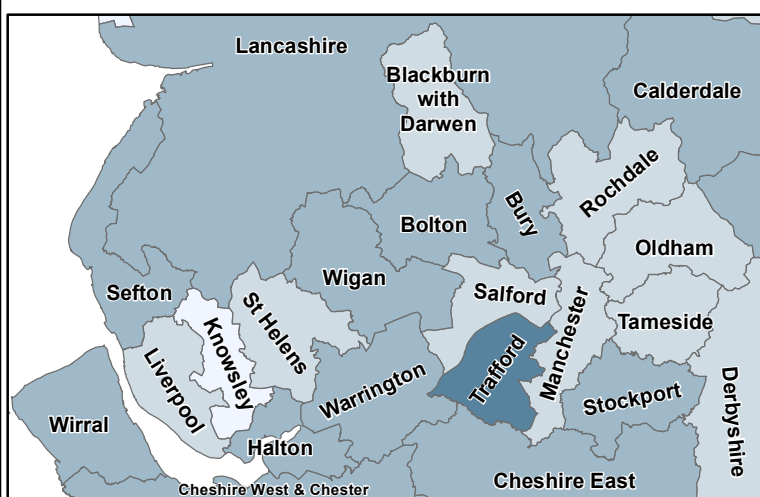 Lancashire
Blackburn
with
Darwen
Calderdale
Rochdale
Bury
Bolton
Oldham
Wigan
Sefton
Salford
St Helens
Manchester
Tameside
Knowsley
Liverpool
Trafford
Warrington
Stockport
Derbyshire
Wirral
Halton
Cheshire East
Cheshire West & Chester